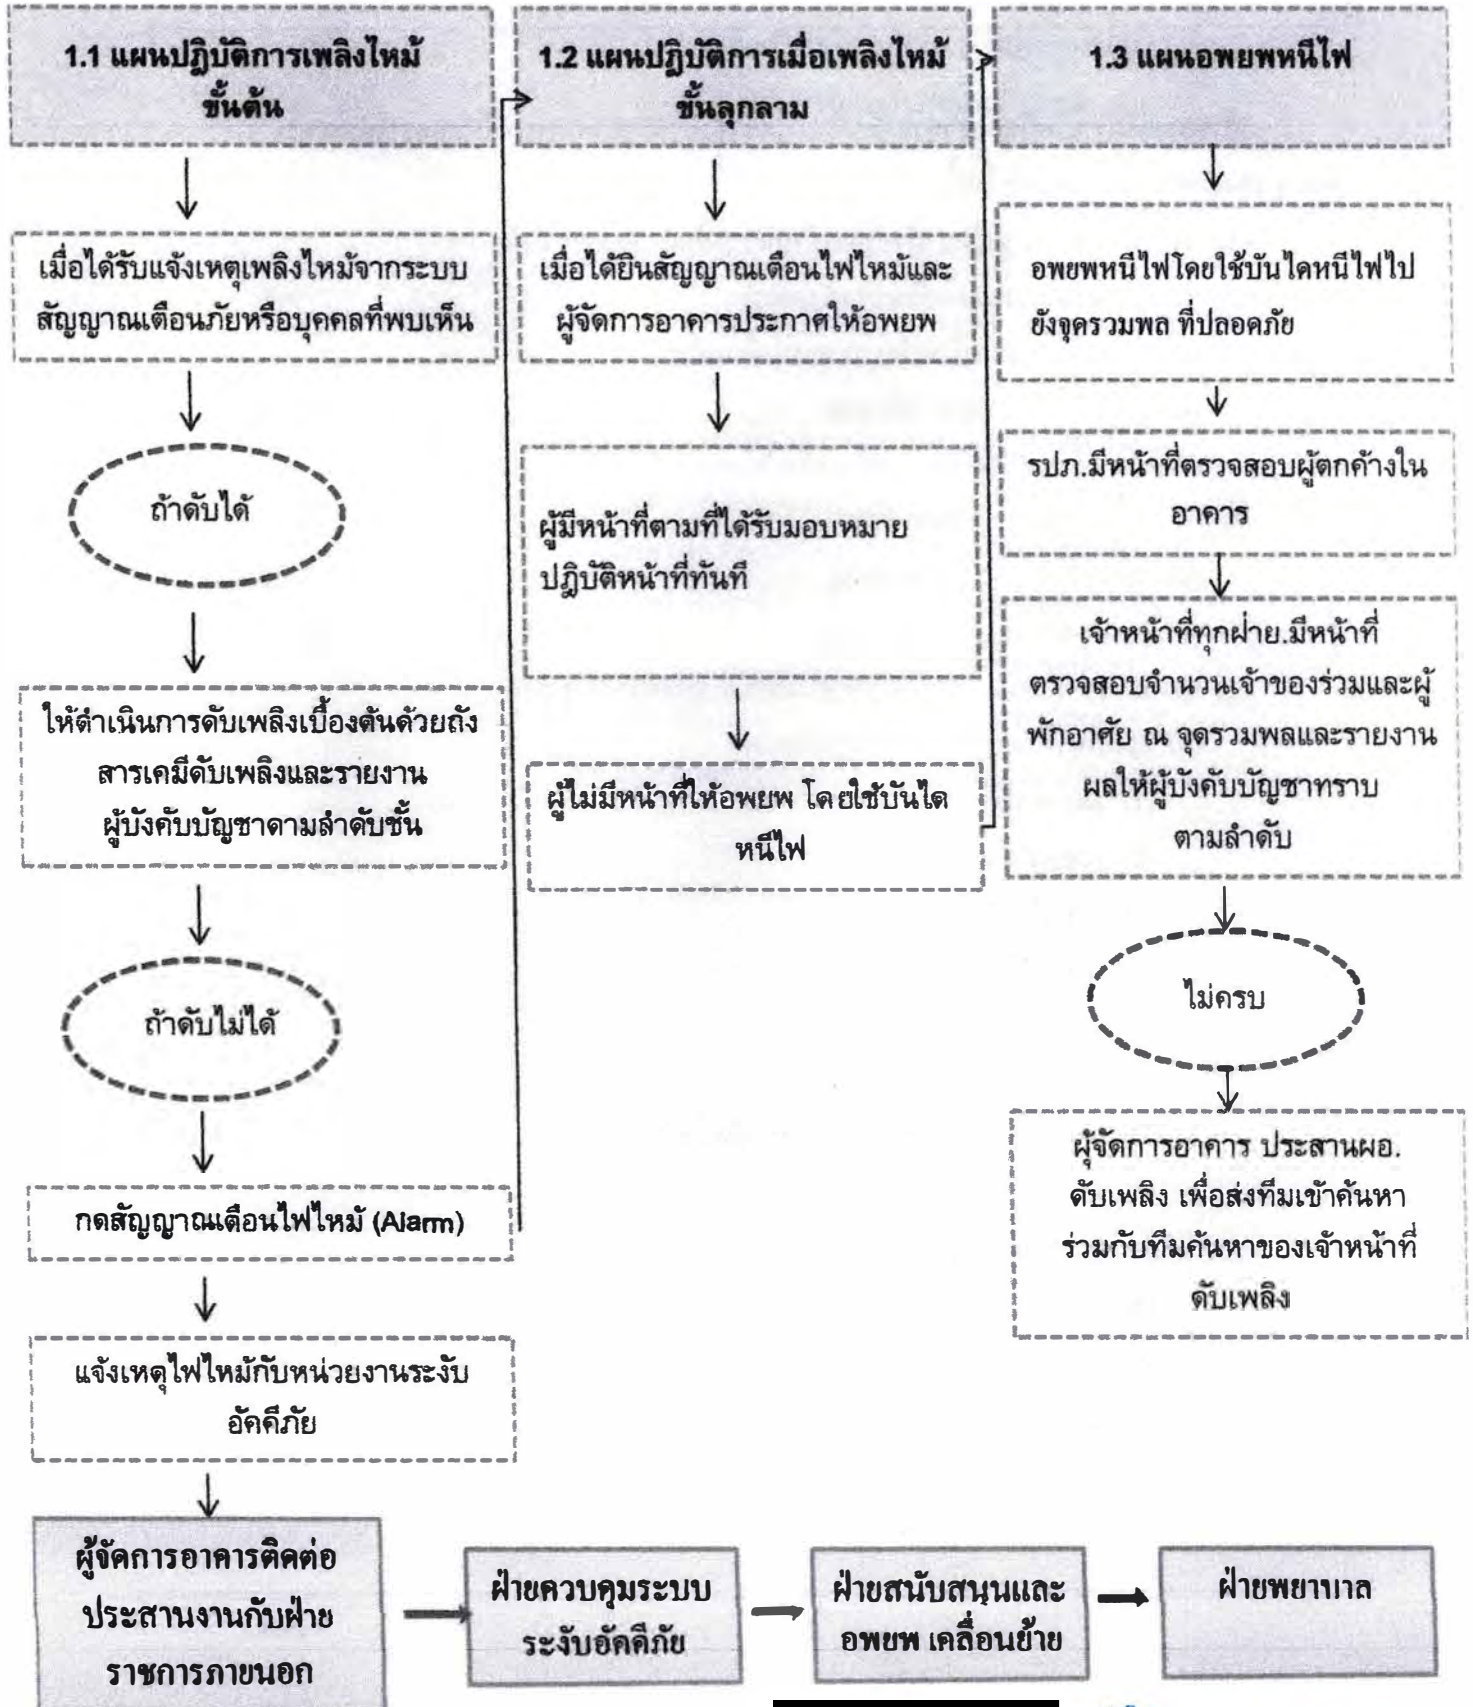 1.1 แผนปฏิบัติการเพลิงไหม้
ขั้นต้น
เมื่อได้รับแจ้งเหตุเพลิงไหม้จากระบบ
สัญญาณเตือนภัยหรือบุคคลที่พบเห็น
ถ้าดับได้
ให้ดำเนินการดับเพลิงเบื้องต้นด้วยถัง
สารเคมีดับเพลิงและรายงาน
ผู้บังคับบัญชาตามลำดับชั้น
ถ้าดับไม่ได้
กดสัญญาณเตือนไฟไหม้ (Alarm)
แจ้งเหตุไฟไหม้กับหน่วยงานระงับ
อัคคีภัย
1.2 แผนปฏิบัติการเมื่อเพลิงไหม้
ขั้นลุกลาม
เมื่อได้ยินสัญญาณเตือนไฟไหม้และ
ผู้จัดการอาคารประกาศให้อพยพ
ผู้มีหน้าที่ตามที่ได้รับมอบหมาย
ปฏิบัติหน้าที่ทันที
ผู้ไม่มีหน้าที่ให้อพยพ โดยใช้บันได
หนีไฟ
1.3 แผนอพยพหนีไฟ
อพยพหนีไฟโดยใช้บันไดหนีไฟไป
ยังจุดรวมพล ที่ปลอดภัย
รปภ.มีหน้าที่ตรวจสอบผู้ตกค้างใน
อาคาร
เจ้าหน้าที่ทุกฝ่าย.มีหน้าที่
ตรวจสอบจำนวนเจ้าของร่วมและผู้
พักอาศัย ณ จุดรวมพลและรายงาน
ผลให้ผู้บังคับบัญชาทราบ
ตามลำดับ
ไม่ครบ
ผุ้จัดการอาคาร ประสานผอ.
ดับเพลิง เพื่อส่งทีมเข้าค้นหา
ร่วมกับทีมค้นหาของเจ้าหน้าที่
ดับเพลิง
ผู้จัดการอาคารติดต่อ
ประสานงานกับฝ่าย
ราชการภายนอก
ฝ่ายควบคุมระบบ
ระงับอัคคีภัย
ฝ่ายสนับสนุนและ
อพยพ เคลื่อนย้าย
ฝ่ายพยาบาล